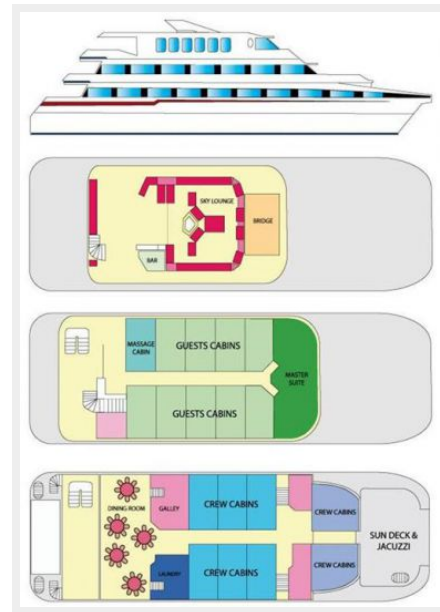 SKY LOUNGE
BRIDGE
BAR
MASSAGE
CABIN
GUESTS CABINS
MASTER
SUITE
GUESTS CABINS
DINING ROOM
GALLEY
CREW CABINS
CREW CABINS
SUN DECK &
JACUZZI
LAUNDRY
CREW CABINS
CREW CABINS